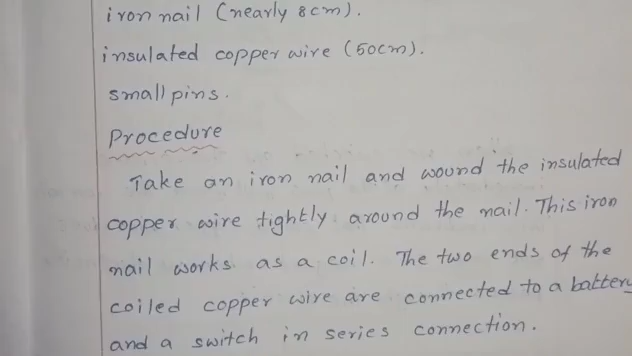 iron nail (nearly 8cm).
insulated copper wire (50cm).
small pins.
Procedure
Take an iron nail and wound the insulated
copper wire tightly around the nail. This iron
nail works as a coil. The two ends of the
coiled copper wire are connected to a battery
and a switch in series connection.